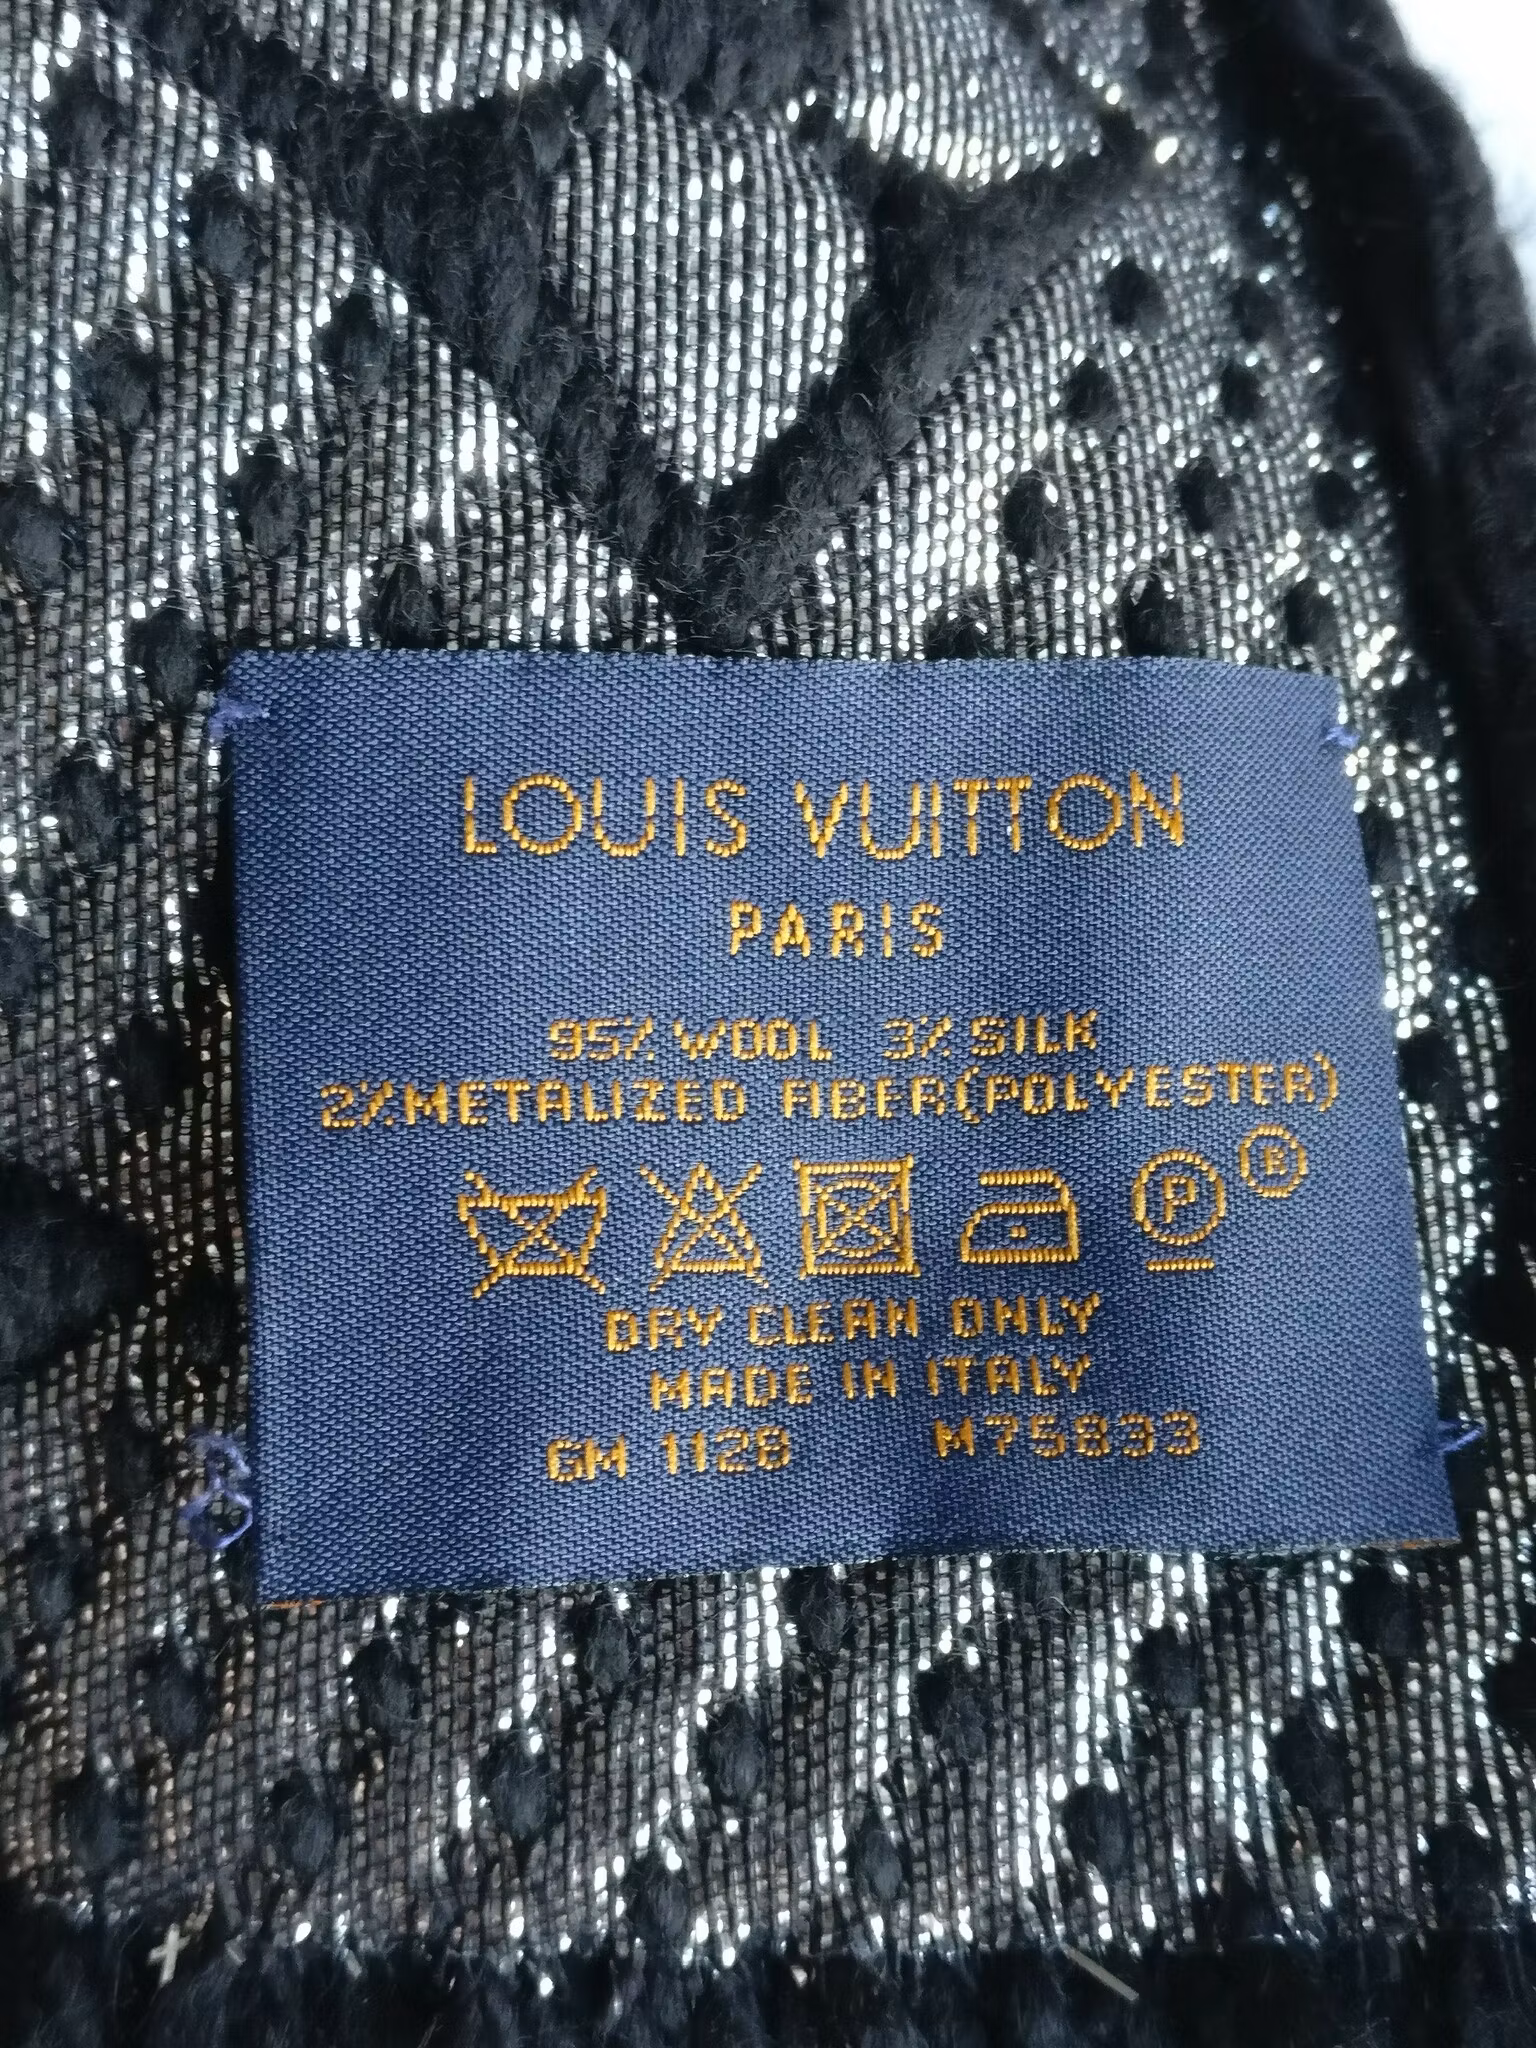 LOUIS VUITTON
PARIS
95% WOOL 3% SILK
2% METALIZED FIBER(POLYESTER)
P ®
DRY CLEAN ONLY
MADE IN ITALY
GM 1128 M75833